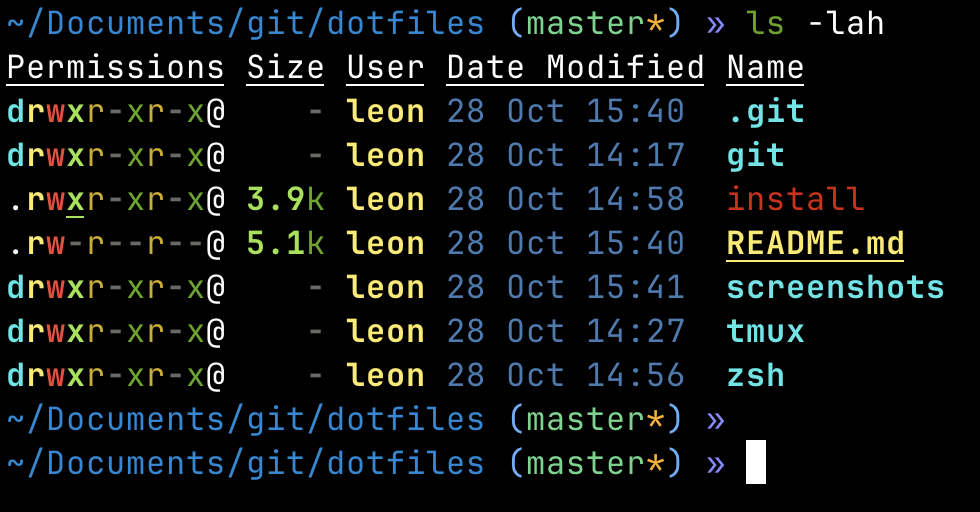 ~/Documents/git/dotfiles (master*) » ls -lah
Permissions Size User Date Modified Name
drwxr-xr-x@ - leon 28 Oct 15:40 .git
drwxr-xr-x@ - leon 28 Oct 14:17 git
.rwxr-xr-x@ 3.9k leon 28 Oct 14:58 install
.rw-r--r--@ 5.1k leon 28 Oct 15:40 README.md
drwxr-xr-x@ - leon 28 Oct 15:41 screenshots
drwxr-xr-x@ - leon 28 Oct 14:27 tmux
drwxr-xr-x@ - leon 28 Oct 14:56 zsh
~/Documents/git/dotfiles (master*) »
~/Documents/git/dotfiles (master*) »